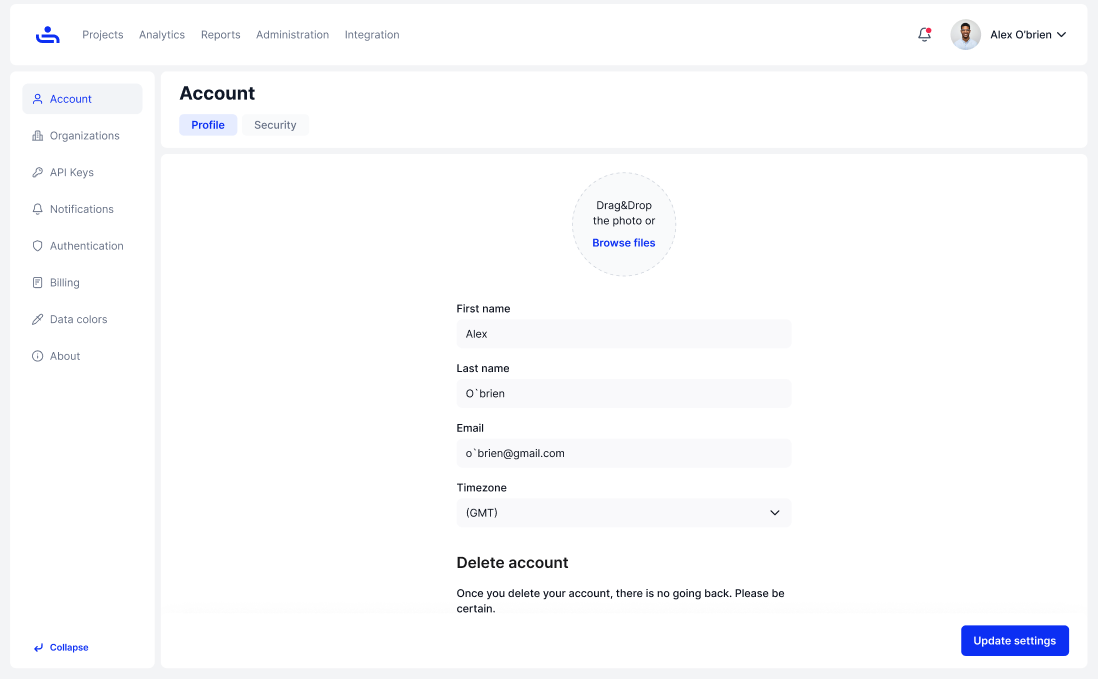 Projects
Analytics
Reports
Administration
Integration
Alex O'brien
Account
Organizations
API Keys
Notifications
Authentication
Billing
Data colors
About
Collapse
Account
Profile
Security
Drag&Drop
the photo or
Browse files
First name
Alex
Last name
O`brien
Email
o`brien@gmail.com
Timezone
(GMT)
Delete account
Once you delete your account, there is no going back. Please be
certain.
Update settings